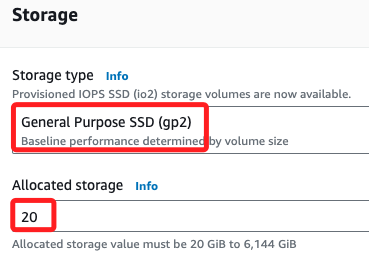 Storage
Storage type Info
Provisioned IOPS SSD (io2) storage volumes are now available.
General Purpose SSD (gp2)
Baseline performance determined by volume size
Allocated storage Info
20
Allocated storage value must be 20 GiB to 6,144 GiB